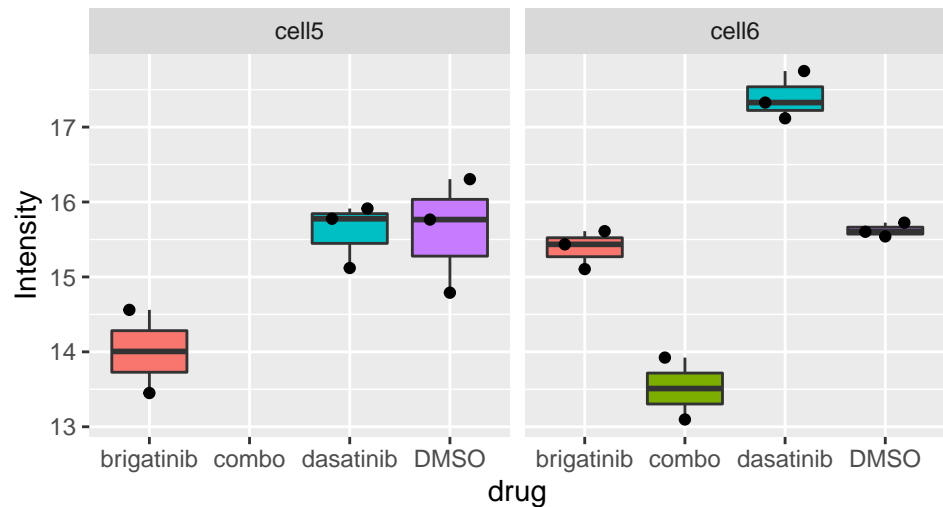 cell5 cell6
Intensity
17
16
15
14
13
brigatinib combo dasatinib DMSO brigatinib combo dasatinib DMSO
drug